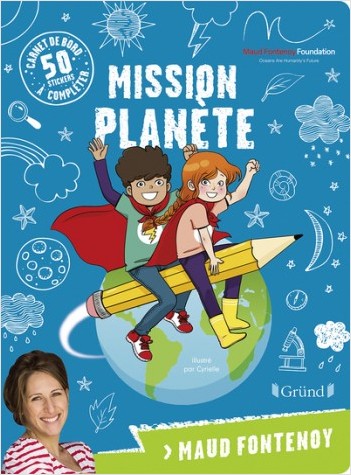 CARNET DE BORD
50
STICKERS
À COMPLÉTER
Maud Fontenoy Foundation
Oceans: the Humanity's Future
MISSION
PLANÈTE
illustré
par Cyrielle
Gründ
> MAUD FONTENOY